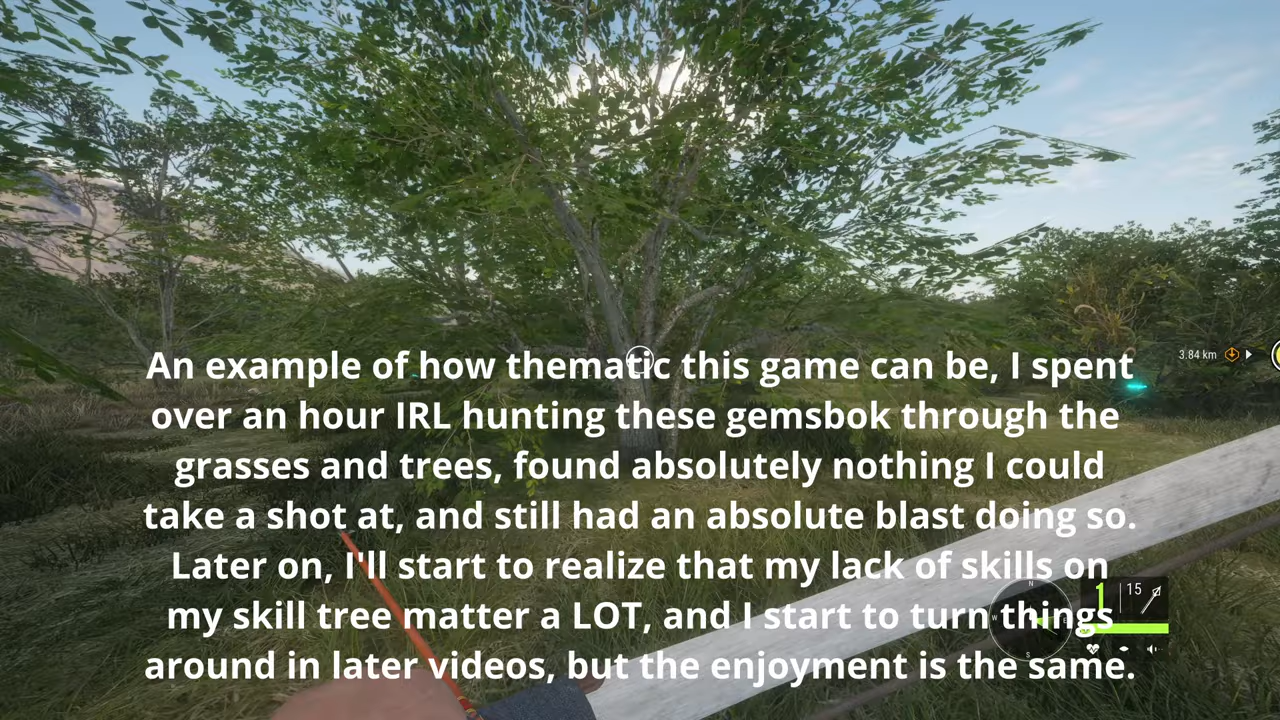 An example of how thematic this game can be, I spent
over an hour IRL hunting these gemsbok through the
grasses and trees, found absolutely nothing I could
take a shot at, and still had an absolute blast doing so.
Later on, I'll start to realize that my lack of skills on
my skill tree matter a LOT, and I start to turn things
around in later videos, but the enjoyment is the same.
3.84 km
N
W
S
1 | 15